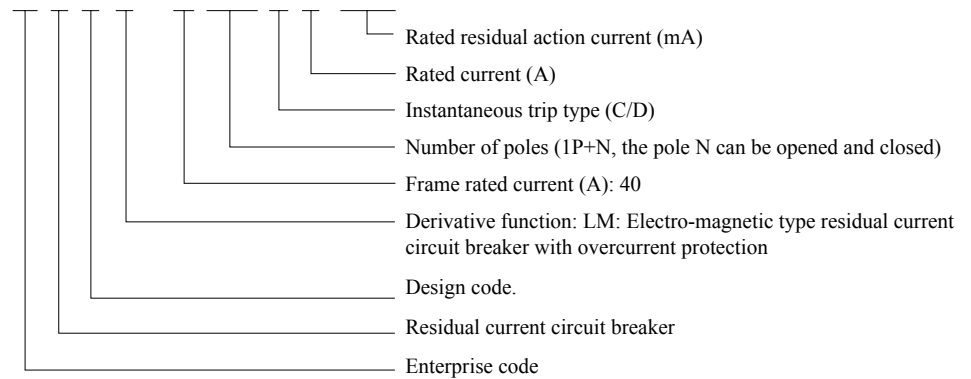 Rated residual action current (mA)
Rated current (A)
Instantaneous trip type (C/D)
Number of poles (1P+N, the pole N can be opened and closed)
Frame rated current (A): 40
Derivative function: LM: Electro-magnetic type residual current
circuit breaker with overcurrent protection
Design code.
Residual current circuit breaker
Enterprise code